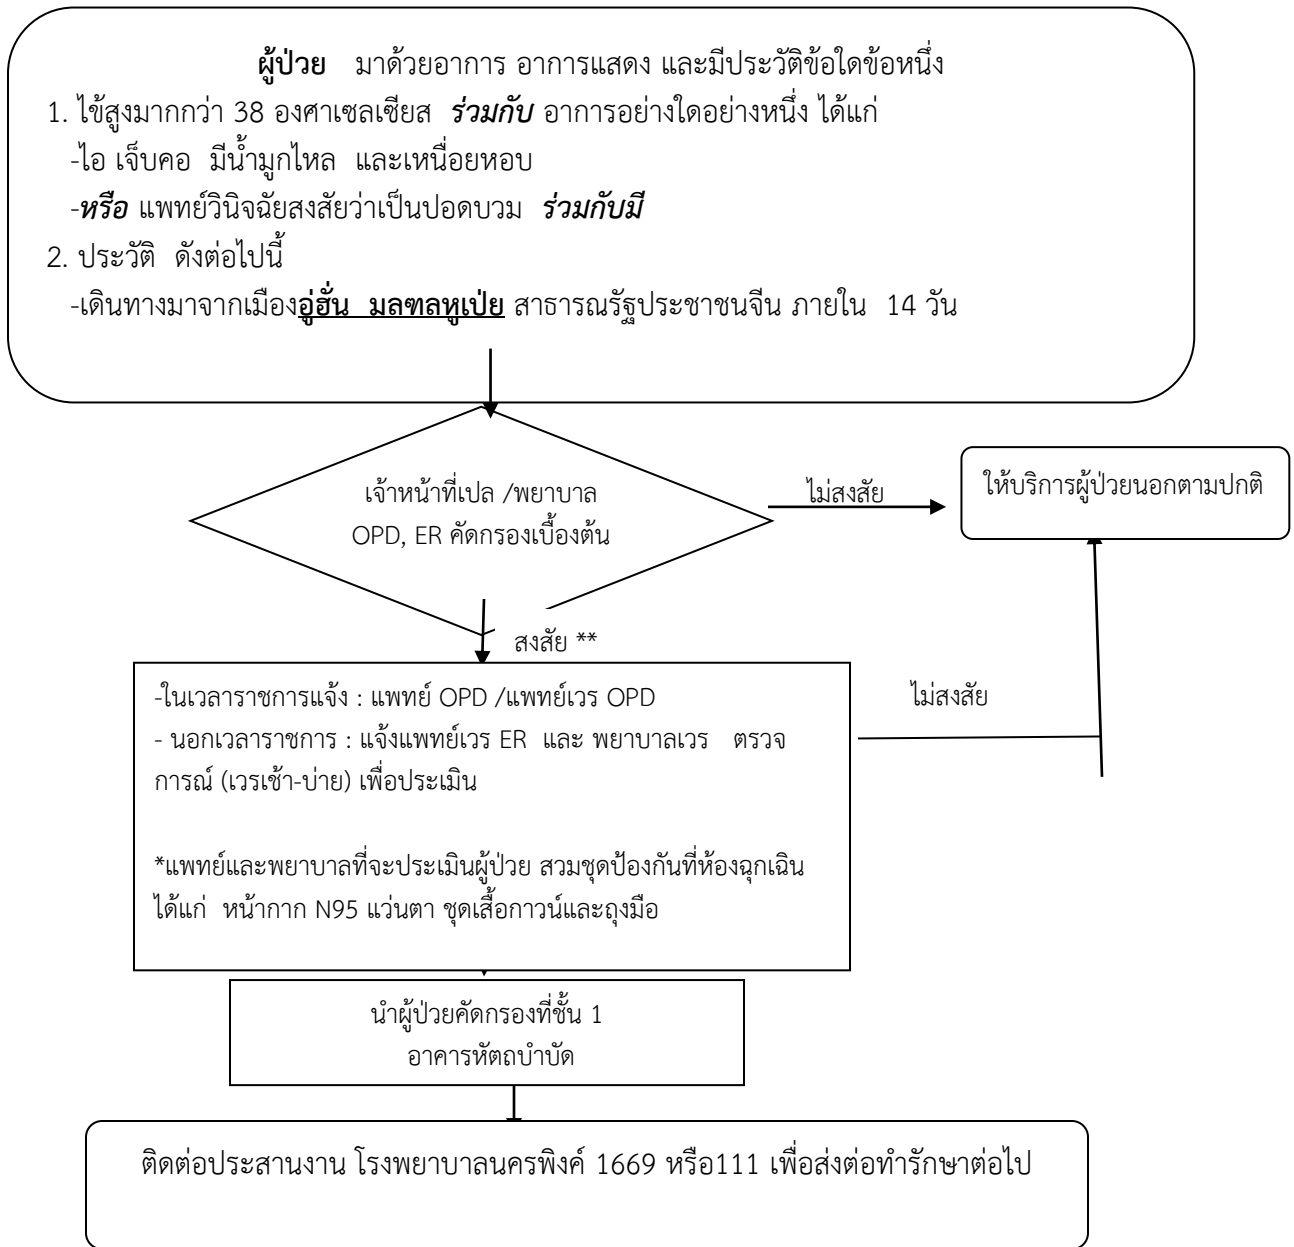 ผู้ป่วย มาด้วยอาการ อาการแสดง และมีประวัติข้อใดข้อหนึ่ง
1. ไข้สูงมากกว่า 38 องศาเซลเซียส ร่วมกับ อาการอย่างใดอย่างหนึ่ง ได้แก่
-ไอ เจ็บคอ มีน้ำมูกไหล และเหนื่อยหอบ
-หรือ แพทย์วินิจฉัยสงสัยว่าเป็นปอดบวม ร่วมกับมี
2. ประวัติ ดังต่อไปนี้
-เดินทางมาจากเมืองอู่ฮั่น มลฑลหูเป่ย สาธารณรัฐประชาชนจีน ภายใน 14 วัน
เจ้าหน้าที่เปล /พยาบาล
OPD, ER คัดกรองเบื้องต้น
ไม่สงสัย
ให้บริการผู้ป่วยนอกตามปกติ
สงสัย **
-ในเวลาราชการแจ้ง : แพทย์ OPD /แพทย์เวร OPD
- นอกเวลาราชการ : แจ้งแพทย์เวร ER และ พยาบาลเวร ตรวจ
การณ์ (เวรเช้า-บ่าย) เพื่อประเมิน
*แพทย์และพยาบาลที่จะประเมินผู้ป่วย สวมชุดป้องกันที่ห้องฉุกเฉิน
ได้แก่ หน้ากาก N95 แว่นตา ชุดเสื้อกาวน์และถุงมือ
ไม่สงสัย
นำผู้ป่วยคัดกรองที่ชั้น 1
อาคารหัตถบำบัด
ติดต่อประสานงาน โรงพยาบาลนครพิงค์ 1669 หรือ111 เพื่อส่งต่อทำรักษาต่อไป